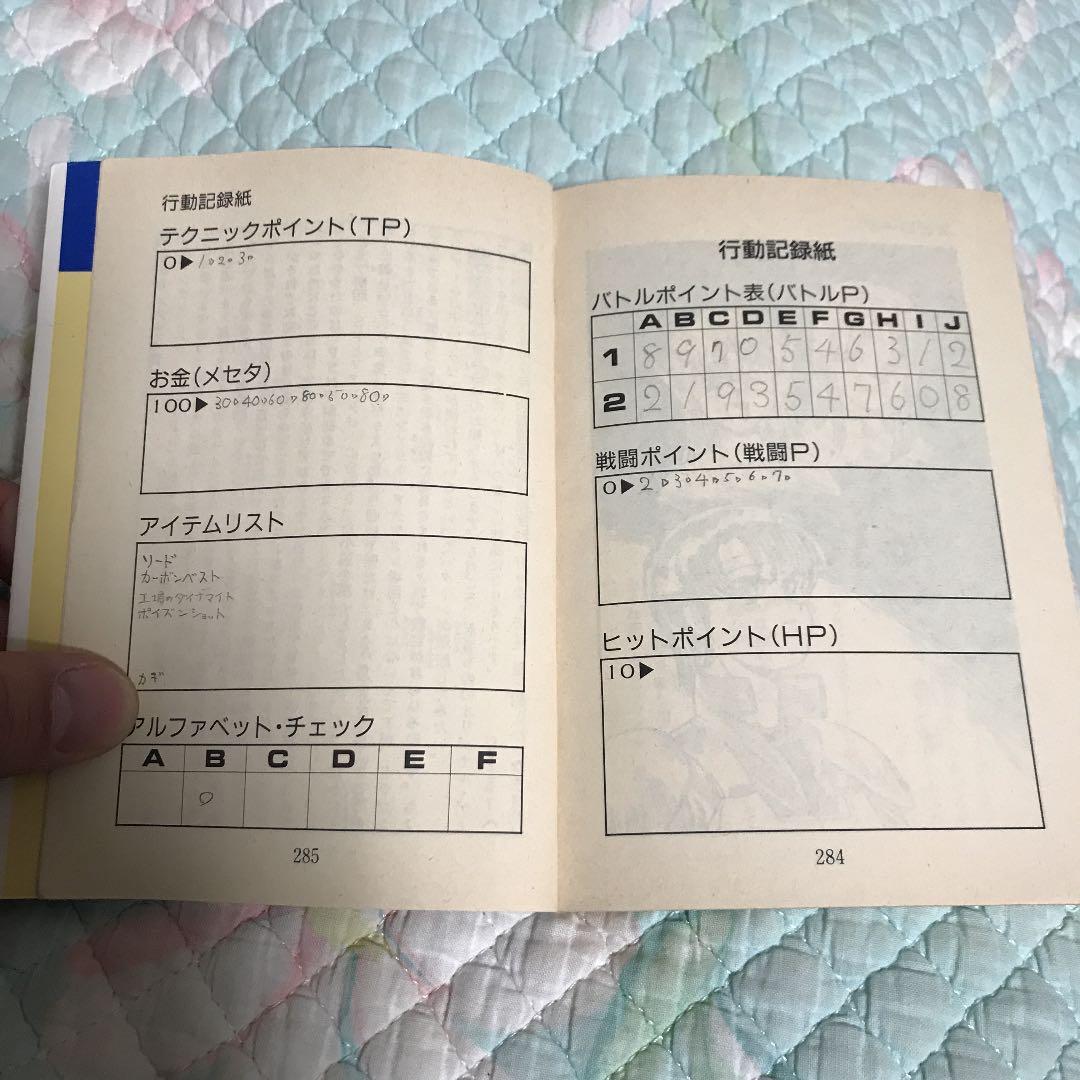 行動記録紙
バトルポイント表(バトルP)
A B C D E F G H I J
1 8 9 7 0 5 4 6 3 1 2
2 2 1 9 3 5 4 7 6 0 8
戦闘ポイント(戦闘P)
0▶2▶3▶4▶5▶6▶7▶
ヒットポイント(HP)
10▶
284
行動記録紙
テクニックポイント(TP)
0▶1▶2▶3▶
お金(メセタ)
100▶30▶40▶60▶80▶50▶80▶
アイテムリスト
ソード
カーボンベスト
工場のダイナマイト
ポイズンショット
カギ
アルファベット・チェック
A B C D E F
0
285